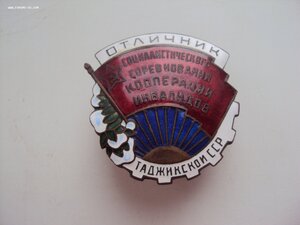 ОТЛИЧНИК
СОЦИАЛИСТИЧЕСКОГО
СОРЕВНОВАНИЯ
КООПЕРАЦИИ
ИНВАЛИДОВ
ТАДЖИКСКОЙ ССР